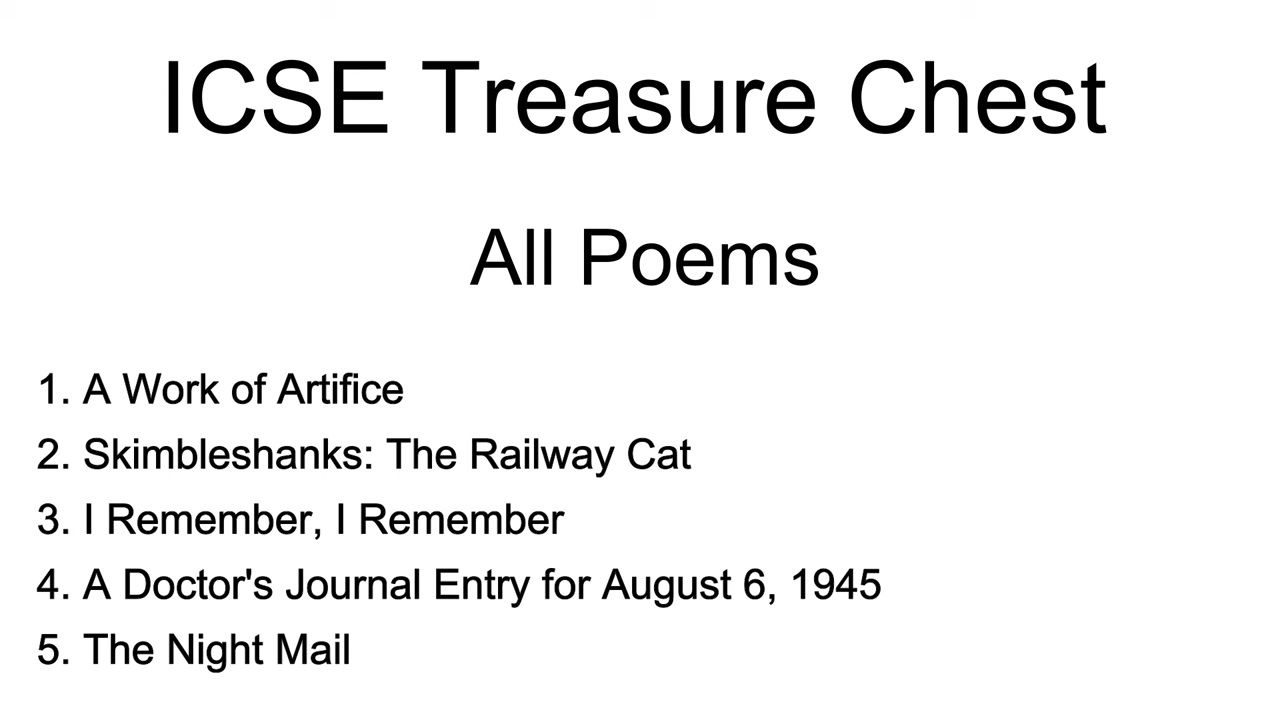 ICSE Treasure Chest
All Poems
1. A Work of Artifice
2. Skimbleshanks: The Railway Cat
3. I Remember, I Remember
4. A Doctor's Journal Entry for August 6, 1945
5. The Night Mail